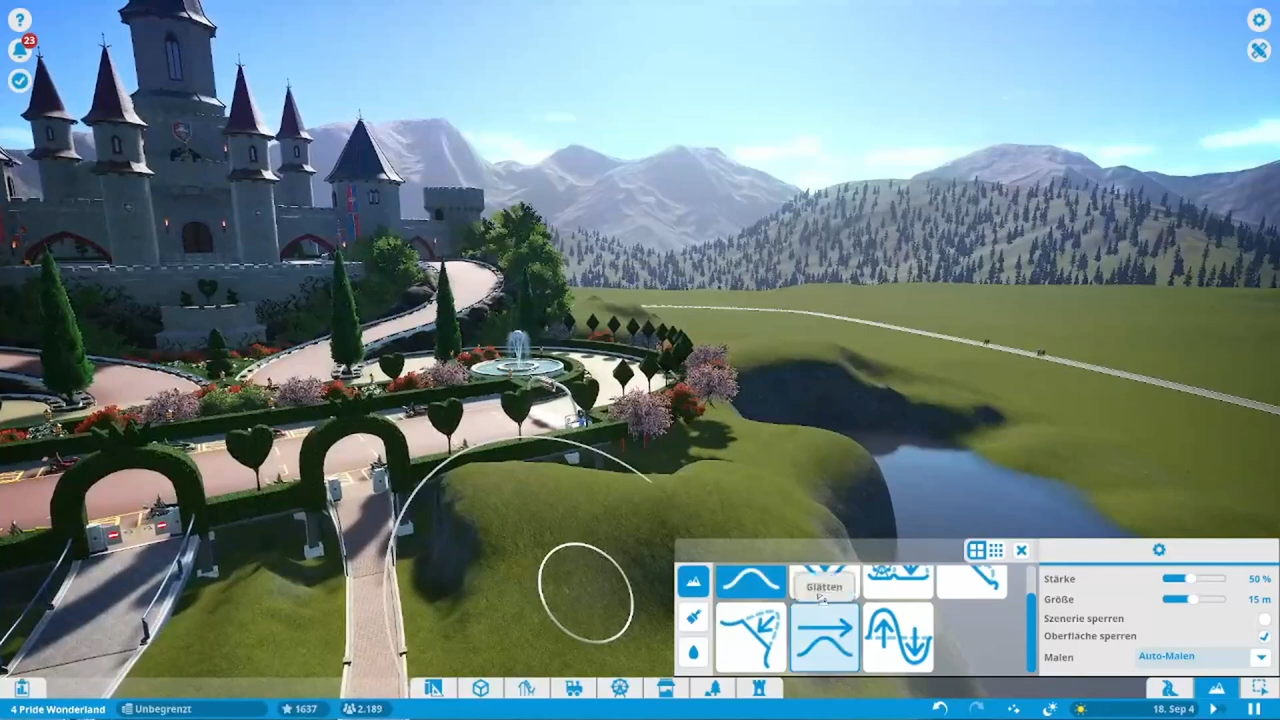 ?
23
Glätten
Stärke
50 %
Größe
15 m
Szenerie sperren
Oberfläche sperren
Malen
Auto-Malen
4 Pride Wonderland
Unbegrenzt
1637
2.189
18. Sep 4